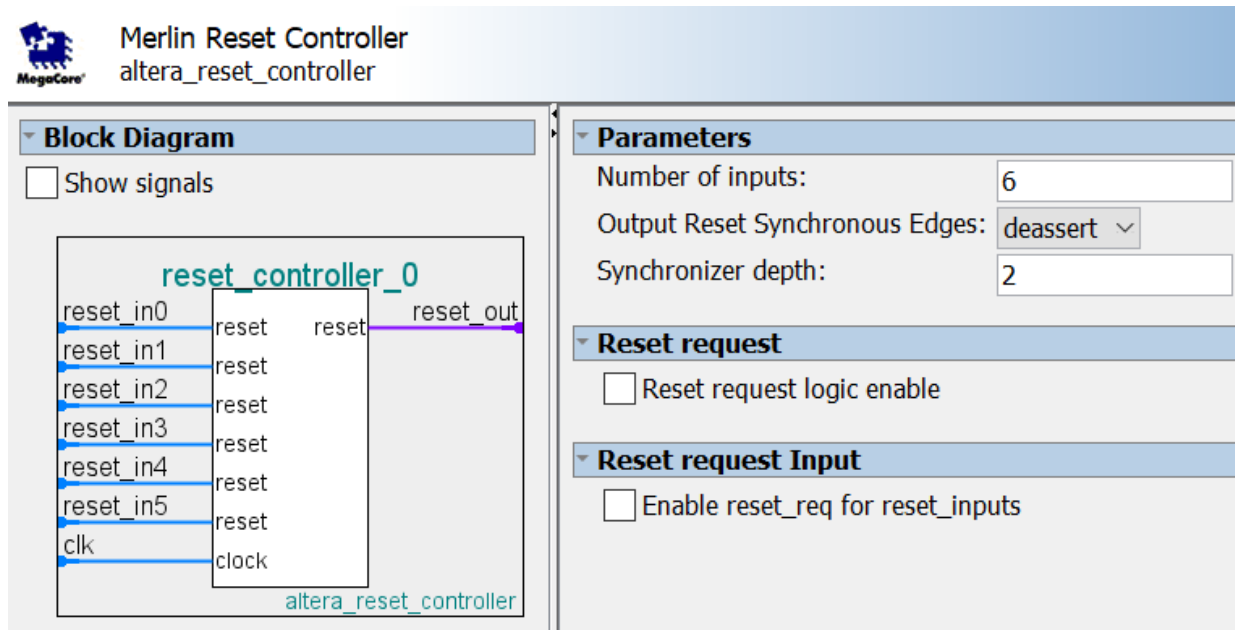 Merlin Reset Controller
altera_reset_controller
MegaCore®
Block Diagram
Show signals
reset_controller_0
reset_in0
reset reset
reset_out
reset_in1
reset
reset_in2
reset
reset_in3
reset
reset_in4
reset
reset_in5
reset
clk
clock
altera_reset_controller
Parameters
Number of inputs: 6
Output Reset Synchronous Edges: deassert
Synchronizer depth: 2
Reset request
Reset request logic enable
Reset request Input
Enable reset_req for reset_inputs